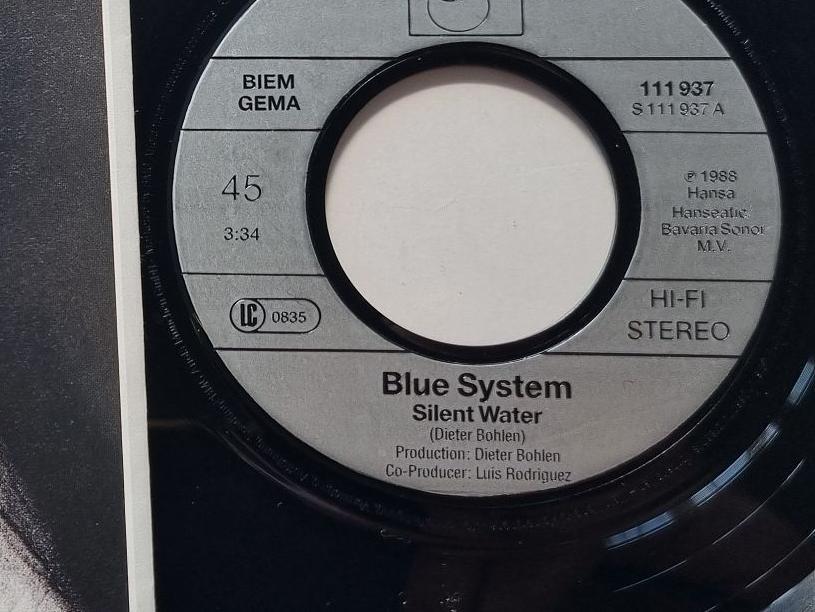 BIEM
GEMA
111 937
S 111 937 A
45
3:34
℗ 1988
Hansa
Hanseatic
Bavaria Sonor
M.V.
LC 0835
HI-FI
STEREO
Blue System
Silent Water
(Dieter Bohlen)
Production: Dieter Bohlen
Co-Producer: Luis Rodriguez